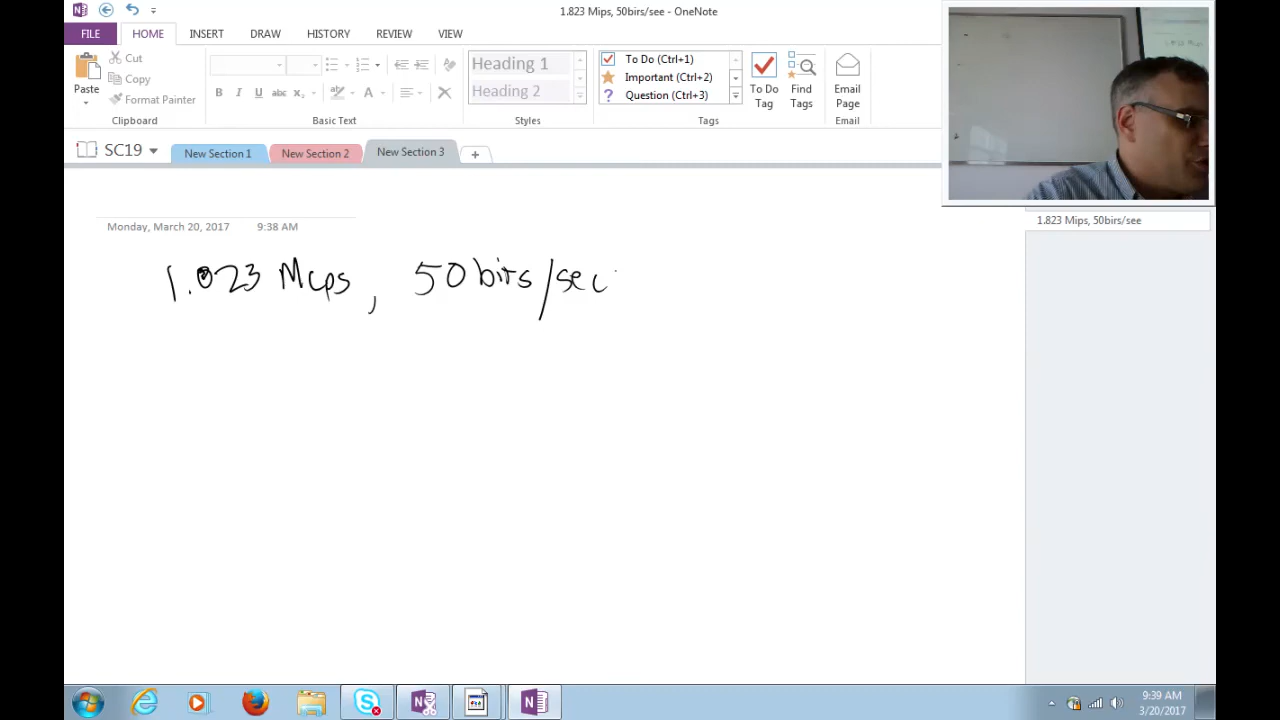 1.823 Mips, 50birs/see - OneNote
FILE HOME INSERT DRAW HISTORY REVIEW VIEW
Paste
Cut
Copy
Format Painter
Clipboard
B I U abc x₂ A
Basic Text
Heading 1
Heading 2
Styles
To Do (Ctrl+1)
Important (Ctrl+2)
? Question (Ctrl+3)
To Do Tag
Find Tags
Tags
Email Page
Email
SC19 New Section 1 New Section 2 New Section 3 +
1.823 Mips, 50birs/see
Monday, March 20, 2017 9:38 AM
1.023 Mcps, 50 birs/sec
9:39 AM
3/20/2017